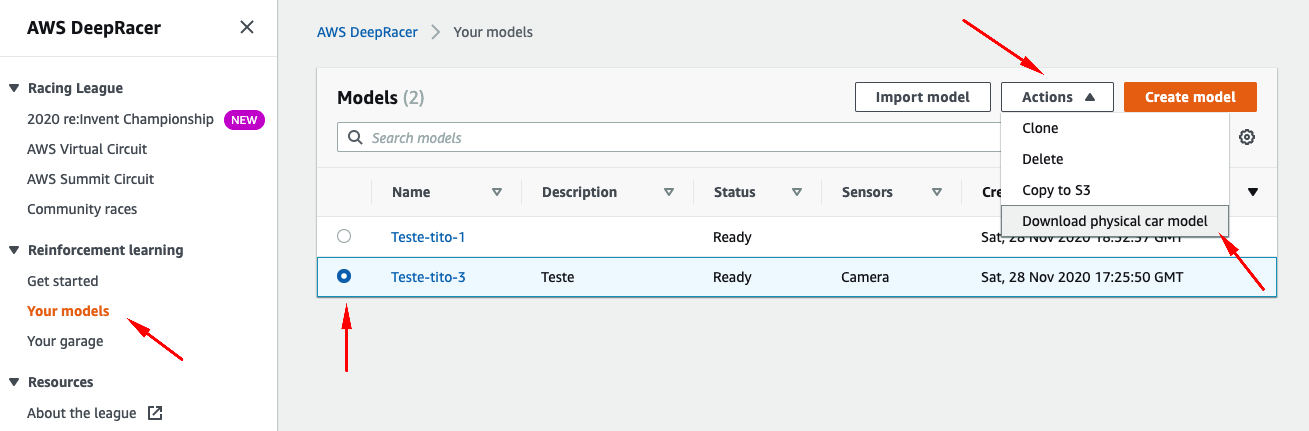 AWS DeepRacer
Racing League
2020 re:Invent Championship NEW
AWS Virtual Circuit
AWS Summit Circuit
Community races
Reinforcement learning
Get started
Your models
Your garage
Resources
About the league
AWS DeepRacer Your models
Models (2) Import model Actions Create model
Search models
Clone
Delete
Copy to S3
Download physical car model
Name Description Status Sensors
Teste-tito-1 Ready Sat, 28 Nov 2020 18:52:57 GMT
Teste-tito-3 Teste Ready Camera Sat, 28 Nov 2020 17:25:50 GMT